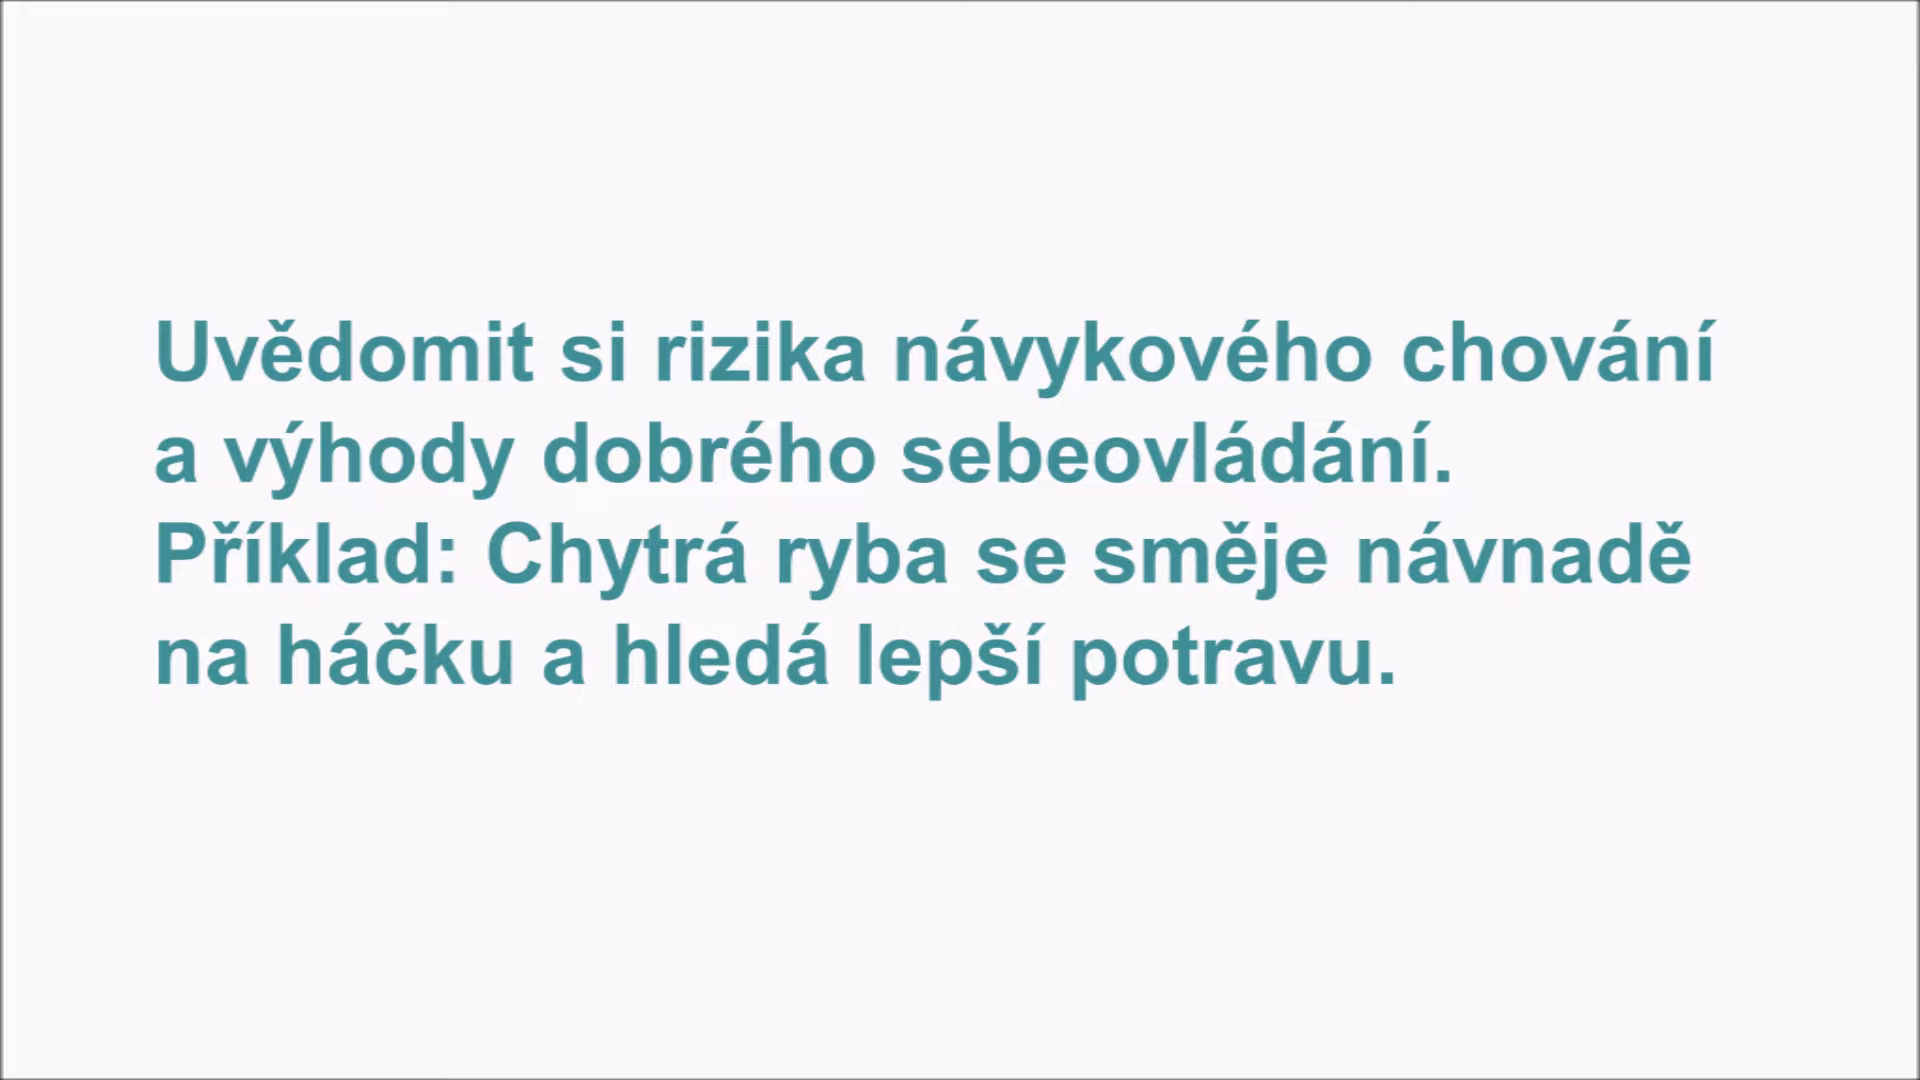 Uvědomit si rizika návykového chování
a výhody dobrého sebeovládání.
Příklad: Chytrá ryba se směje návnadě
na háčku a hledá lepší potravu.